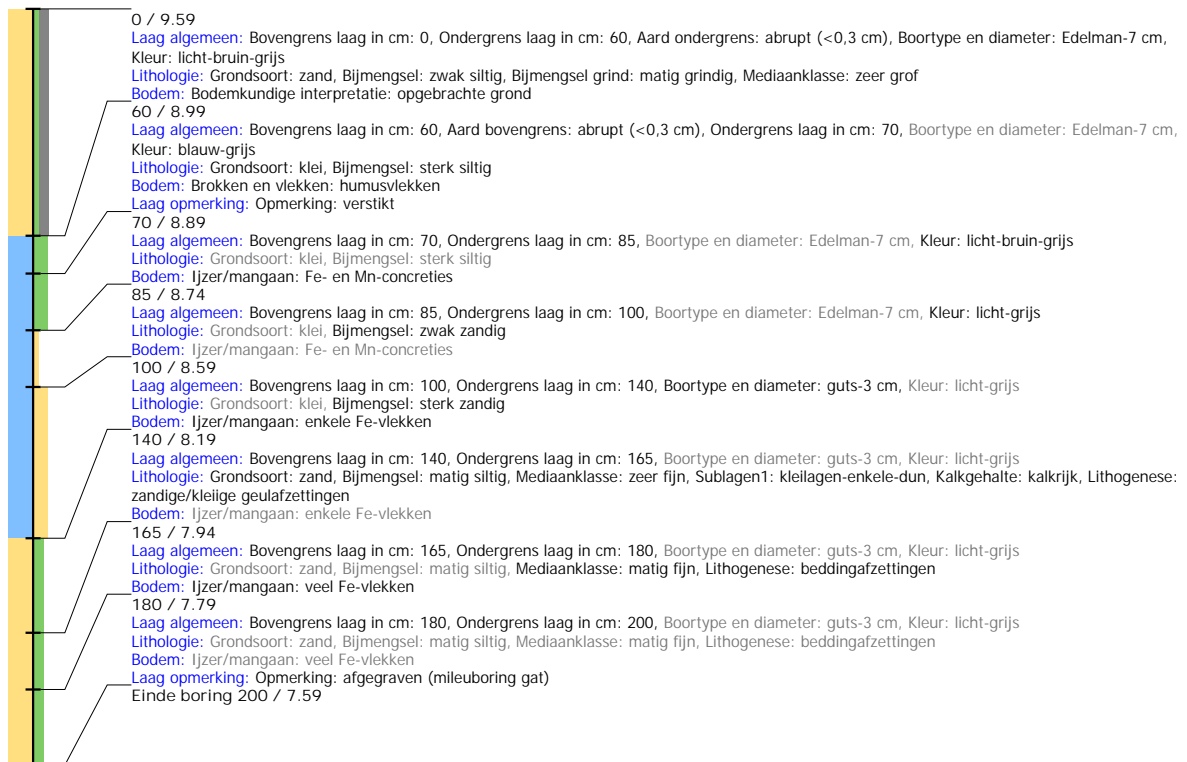 0 / 9.59
Laag algemeen: Bovengrens laag in cm: 0, Ondergrens laag in cm: 60, Aard ondergrens: abrupt (<0,3 cm), Boortype en diameter: Edelman-7 cm,
Kleur: licht-bruin-grijs
Lithologie: Grondsoort: zand, Bijmengsel: zwak siltig, Bijmengsel grind: matig grindig, Mediaanklasse: zeer grof
Bodem: Bodemkundige interpretatie: opgebrachte grond
60 / 8.99
Laag algemeen: Bovengrens laag in cm: 60, Aard bovengrens: abrupt (<0,3 cm), Ondergrens laag in cm: 70, Boortype en diameter: Edelman-7 cm,
Kleur: blauw-grijs
Lithologie: Grondsoort: klei, Bijmengsel: sterk siltig
Bodem: Brokken en vlekken: humusvlekken
Laag opmerking: Opmerking: verstikt
70 / 8.89
Laag algemeen: Bovengrens laag in cm: 70, Ondergrens laag in cm: 85, Boortype en diameter: Edelman-7 cm, Kleur: licht-bruin-grijs
Lithologie: Grondsoort: klei, Bijmengsel: sterk siltig
Bodem: Ijzer/mangaan: Fe- en Mn-concreties
85 / 8.74
Laag algemeen: Bovengrens laag in cm: 85, Ondergrens laag in cm: 100, Boortype en diameter: Edelman-7 cm, Kleur: licht-grijs
Lithologie: Grondsoort: klei, Bijmengsel: zwak zandig
Bodem: Ijzer/mangaan: Fe- en Mn-concreties
100 / 8.59
Laag algemeen: Bovengrens laag in cm: 100, Ondergrens laag in cm: 140, Boortype en diameter: guts-3 cm, Kleur: licht-grijs
Lithologie: Grondsoort: klei, Bijmengsel: sterk zandig
Bodem: Ijzer/mangaan: enkele Fe-vlekken
140 / 8.19
Laag algemeen: Bovengrens laag in cm: 140, Ondergrens laag in cm: 165, Boortype en diameter: guts-3 cm, Kleur: licht-grijs
Lithologie: Grondsoort: zand, Bijmengsel: matig siltig, Mediaanklasse: zeer fijn, Sublagen1: kleilagen-enkele-dun, Kalkgehalte: kalkrijk, Lithogenese:
zandige/kleiige geulafzettingen
Bodem: Ijzer/mangaan: enkele Fe-vlekken
165 / 7.94
Laag algemeen: Bovengrens laag in cm: 165, Ondergrens laag in cm: 180, Boortype en diameter: guts-3 cm, Kleur: licht-grijs
Lithologie: Grondsoort: zand, Bijmengsel: matig siltig, Mediaanklasse: matig fijn, Lithogenese: beddingafzettingen
Bodem: Ijzer/mangaan: veel Fe-vlekken
180 / 7.79
Laag algemeen: Bovengrens laag in cm: 180, Ondergrens laag in cm: 200, Boortype en diameter: guts-3 cm, Kleur: licht-grijs
Lithologie: Grondsoort: zand, Bijmengsel: matig siltig, Mediaanklasse: matig fijn, Lithogenese: beddingafzettingen
Bodem: Ijzer/mangaan: veel Fe-vlekken
Laag opmerking: Opmerking: afgegraven (mileuboring gat)
Einde boring 200 / 7.59